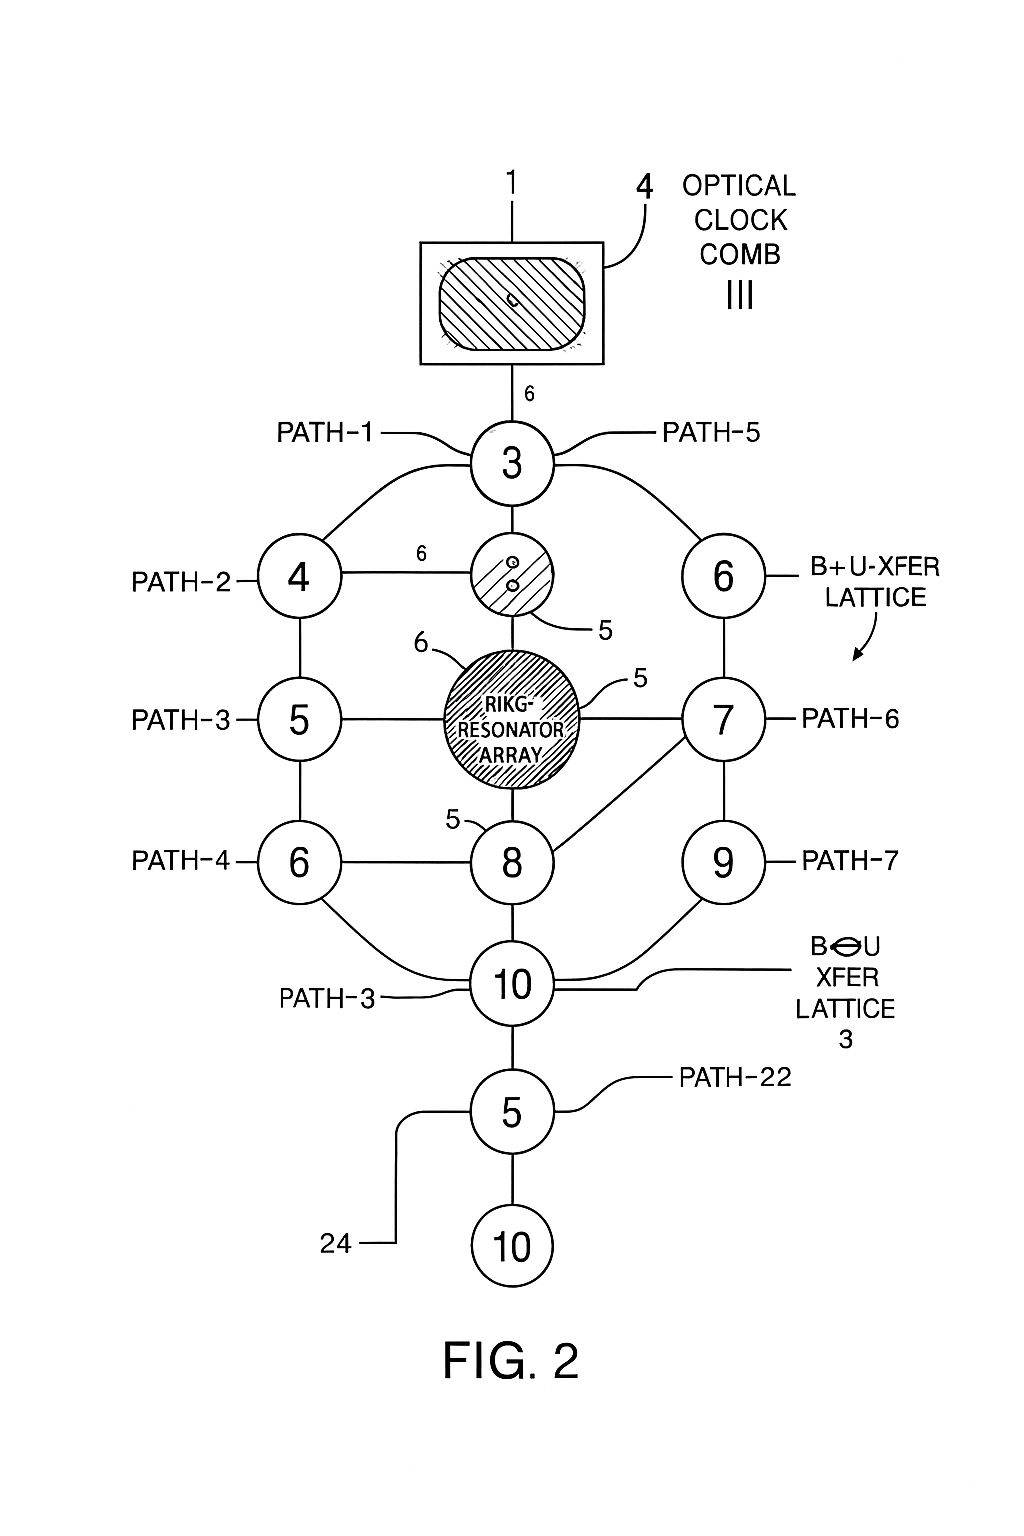 1
4 OPTICAL
CLOCK
COMB
III
6
PATH-1
PATH-5
3
4
6
6
PATH-2
B+U-XFER
LATTICE
5
6
5
RIKG-
RESONATOR
ARRAY
PATH-3
5
7
PATH-6
5
PATH-4
6
8
9
PATH-7
B⊖U
XFER
LATTICE
3
10
PATH-3
PATH-22
5
24
10
FIG. 2